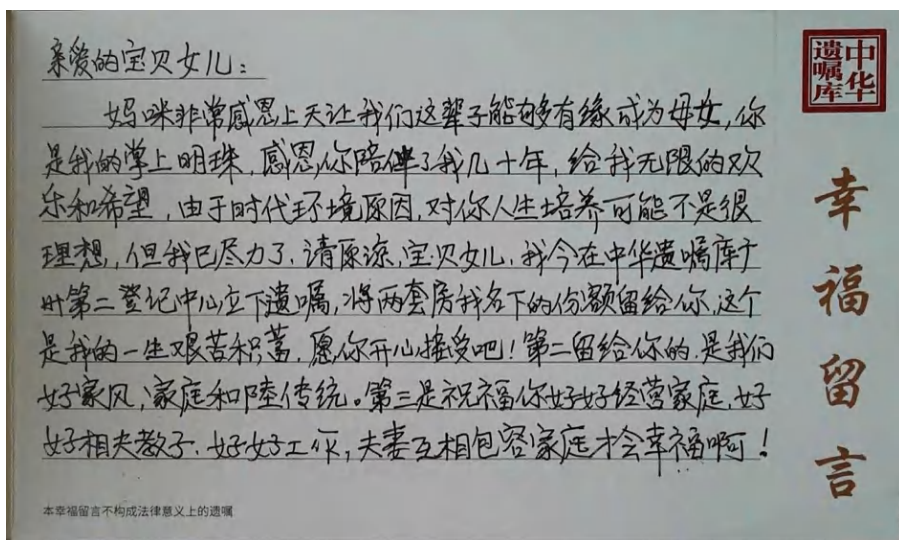 亲爱的宝贝女儿：
妈咪非常感恩上天让我们这辈子能够有缘成为母女，你
是我的掌上明珠，感恩你陪伴了我几十年，给我无限的欢
乐和希望，由于时代环境原因，对你人生培养可能不是很
理想，但我已尽力了，请原谅，宝贝女儿，我今在中华遗嘱库广
州第二登记中心立下遗嘱，将两套房我名下的份额留给你，这个
是我的一生艰苦积蓄，愿你开心接受吧！第二留给你的，是我们
好家风，家庭和陸传统。第三是祝福你好好经营家庭，好
好相夫教子，好好工作，夫妻互相包容家庭才会幸福啊！
本幸福留言不构成法律意义上的遗嘱
中华
遗嘱库
幸福留言